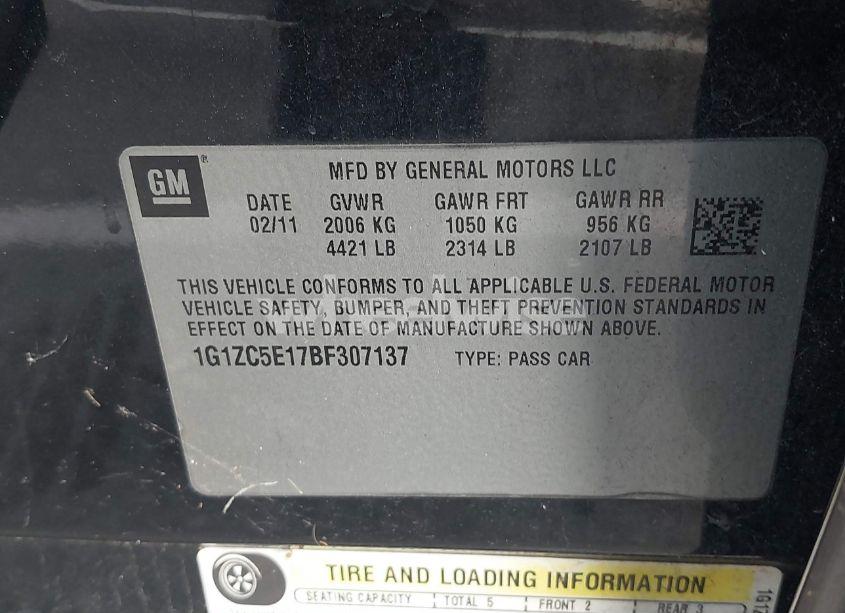 GM
MFD BY GENERAL MOTORS LLC
DATE GVWR GAWR FRT GAWR RR
02/11 2006 KG 1050 KG 956 KG
4421 LB 2314 LB 2107 LB
THIS VEHICLE CONFORMS TO ALL APPLICABLE U.S. FEDERAL MOTOR
VEHICLE SAFETY, BUMPER, AND THEFT PREVENTION STANDARDS IN
EFFECT ON THE DATE OF MANUFACTURE SHOWN ABOVE.
1G1ZC5E17BF307137 TYPE: PASS CAR
TIRE AND LOADING INFORMATION
SEATING CAPACITY TOTAL 5 FRONT 2 REAR 3